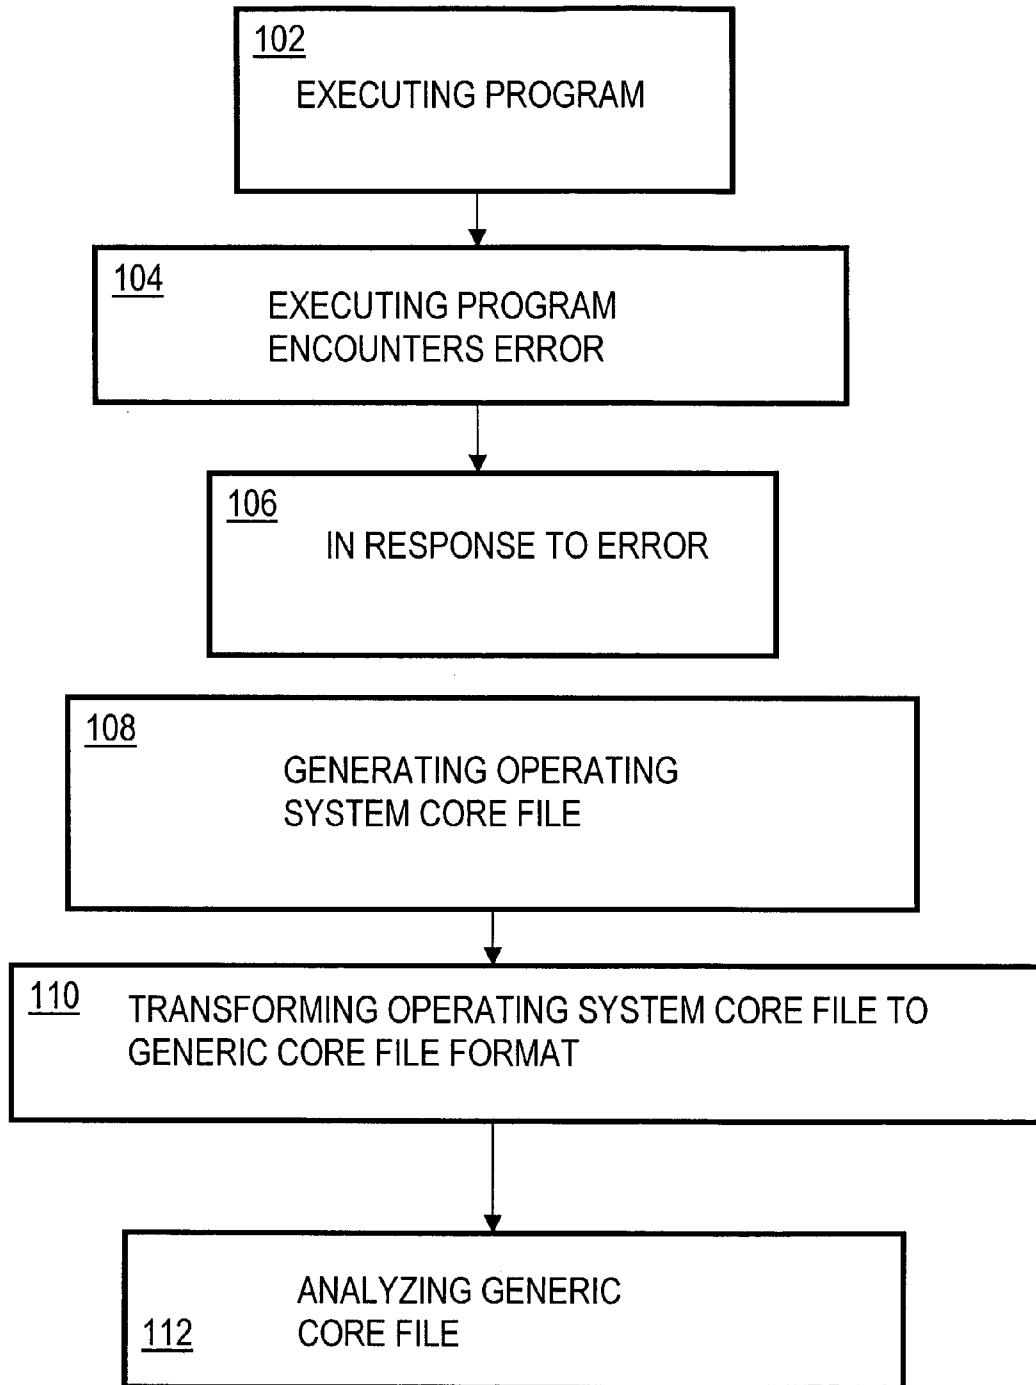 102
EXECUTING PROGRAM
104
EXECUTING PROGRAM
ENCOUNTERS ERROR
106
IN RESPONSE TO ERROR
108
GENERATING OPERATING
SYSTEM CORE FILE
110
TRANSFORMING OPERATING SYSTEM CORE FILE TO
GENERIC CORE FILE FORMAT
ANALYZING GENERIC
CORE FILE
112